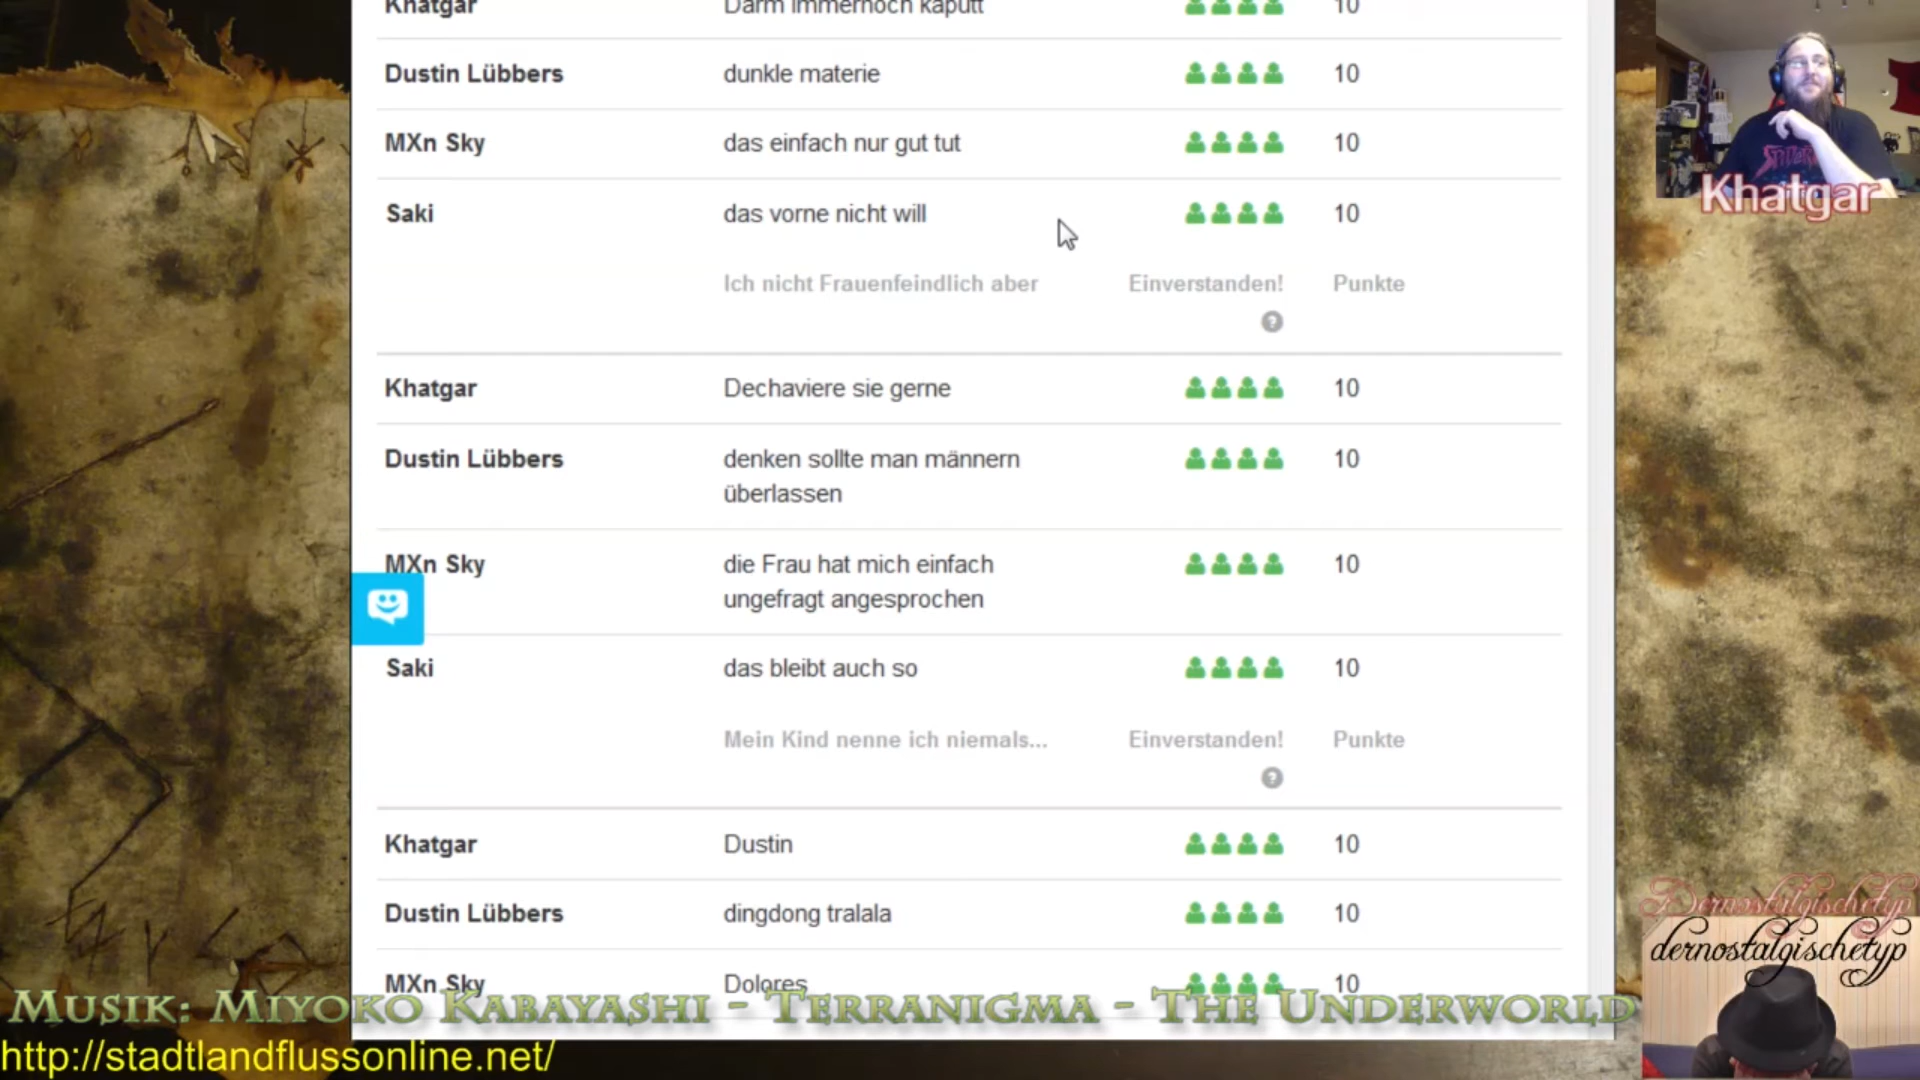 Khatgar Darm immernoch kaputt 10
Dustin Lübbers dunkle materie 10
MXn Sky das einfach nur gut tut 10
Saki das vorne nicht will 10
Ich nicht Frauenfeindlich aber Einverstanden! Punkte
?
Khatgar Dechaviere sie gerne 10
Dustin Lübbers denken sollte man männern 10
überlassen
MXn Sky die Frau hat mich einfach 10
ungefragt angesprochen
Saki das bleibt auch so 10
Mein Kind nenne ich niemals... Einverstanden! Punkte
?
Khatgar Dustin 10
Dustin Lübbers dingdong tralala 10
MXn Sky Dolores 10
Musik: Miyoko Kabayashi - Terranigma - The Underworld
http://stadtlandflussonline.net/
Khatgar
Dernostalgischetyp
dernostalgischetyp